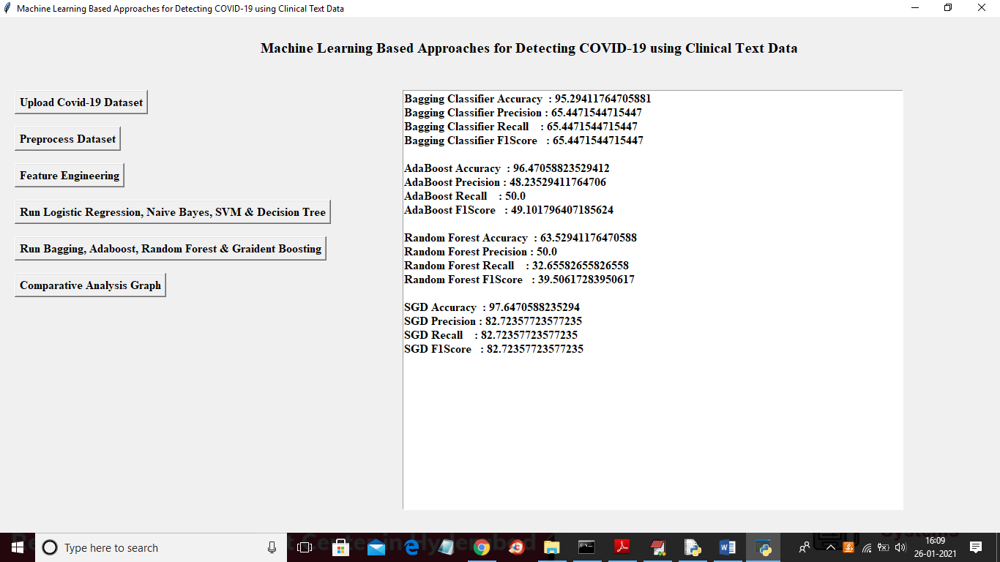 Machine Learning Based Approaches for Detecting COVID-19 using Clinical Text Data
Machine Learning Based Approaches for Detecting COVID-19 using Clinical Text Data
Upload Covid-19 Dataset
Preprocess Dataset
Feature Engineering
Run Logistic Regression, Naive Bayes, SVM & Decision Tree
Run Bagging, Adaboost, Random Forest & Graident Boosting
Comparative Analysis Graph
Bagging Classifier Accuracy : 95.29411764705881
Bagging Classifier Precision : 65.4471544715447
Bagging Classifier Recall : 65.4471544715447
Bagging Classifier F1Score : 65.4471544715447
AdaBoost Accuracy : 96.47058823529412
AdaBoost Precision : 48.23529411764706
AdaBoost Recall : 50.0
AdaBoost F1Score : 49.101796407185624
Random Forest Accuracy : 63.52941176470588
Random Forest Precision : 50.0
Random Forest Recall : 32.65582655826558
Random Forest F1Score : 39.50617283950617
SGD Accuracy : 97.6470588235294
SGD Precision : 82.72357723577235
SGD Recall : 82.72357723577235
SGD F1Score : 82.72357723577235
Type here to search
16:09
26-01-2021